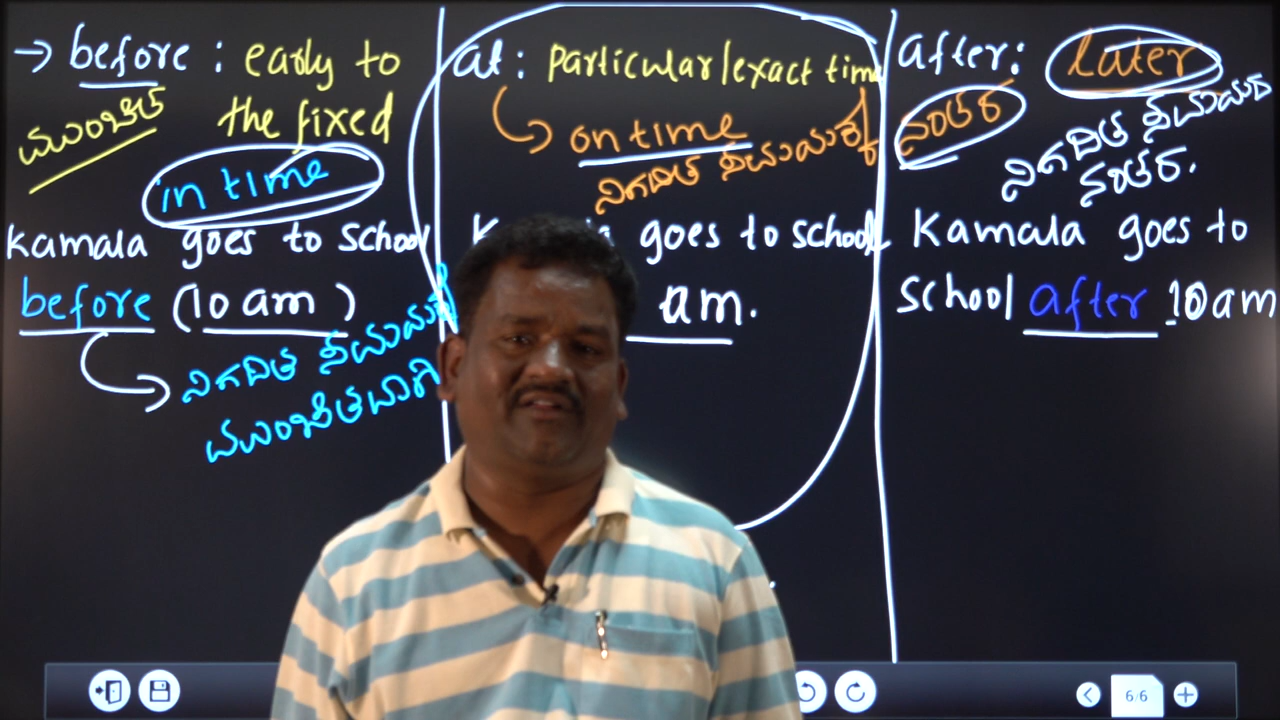 → before : early to
ಮುಂಚಿತ
the fixed
in time
Kamala goes to school
before (10 am)
ನಿಗದಿತ ಸಮಯಕ್ಕೆ
ಮುಂಚಿತವಾಗಿ
at: particular/exact time
on time
ನಿಗದಿತ ಸಮಯಕ್ಕೆ
goes to school
am.
after: later
ನಂತರ
ನಿಗದಿತ ಸಮಯದ
ನಂತರ.
Kamala goes to
school after 10am
6/6